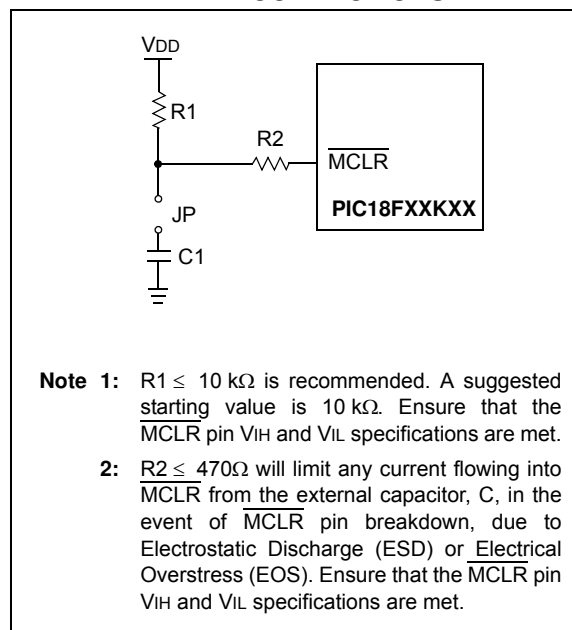 VDD
R1
R2
MCLR
JP
PIC18FXXKXX
C1
Note 1: R1 ≤ 10 kΩ is recommended. A suggested
starting value is 10 kΩ. Ensure that the
MCLR pin VIH and VIL specifications are met.
2: R2 ≤ 470Ω will limit any current flowing into
MCLR from the external capacitor, C, in the
event of MCLR pin breakdown, due to
Electrostatic Discharge (ESD) or Electrical
Overstress (EOS). Ensure that the MCLR pin
VIH and VIL specifications are met.